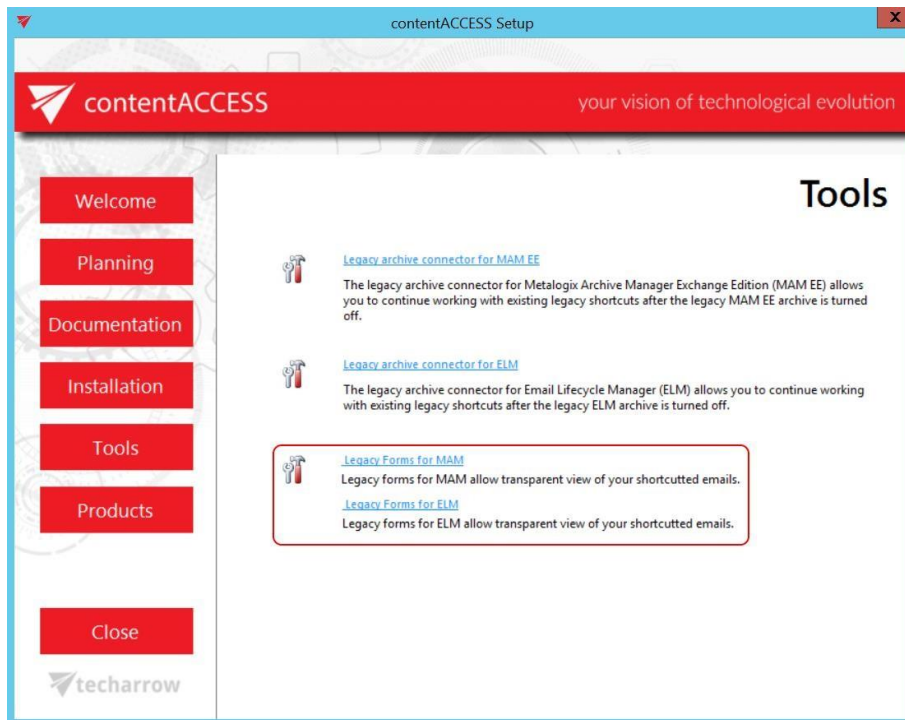 contentACCESS Setup
X
contentACCESS
your vision of technological evolution
Welcome
Planning
Documentation
Installation
Tools
Products
Close
techarrow
Tools
Legacy archive connector for MAM EE
The legacy archive connector for Metalogix Archive Manager Exchange Edition (MAM EE) allows
you to continue working with existing legacy shortcuts after the legacy MAM EE archive is turned
off.
Legacy archive connector for ELM
The legacy archive connector for Email Lifecycle Manager (ELM) allows you to continue working
with existing legacy shortcuts after the legacy ELM archive is turned off.
Legacy Forms for MAM
Legacy forms for MAM allow transparent view of your shortcutted emails.
Legacy Forms for ELM
Legacy forms for ELM allow transparent view of your shortcutted emails.